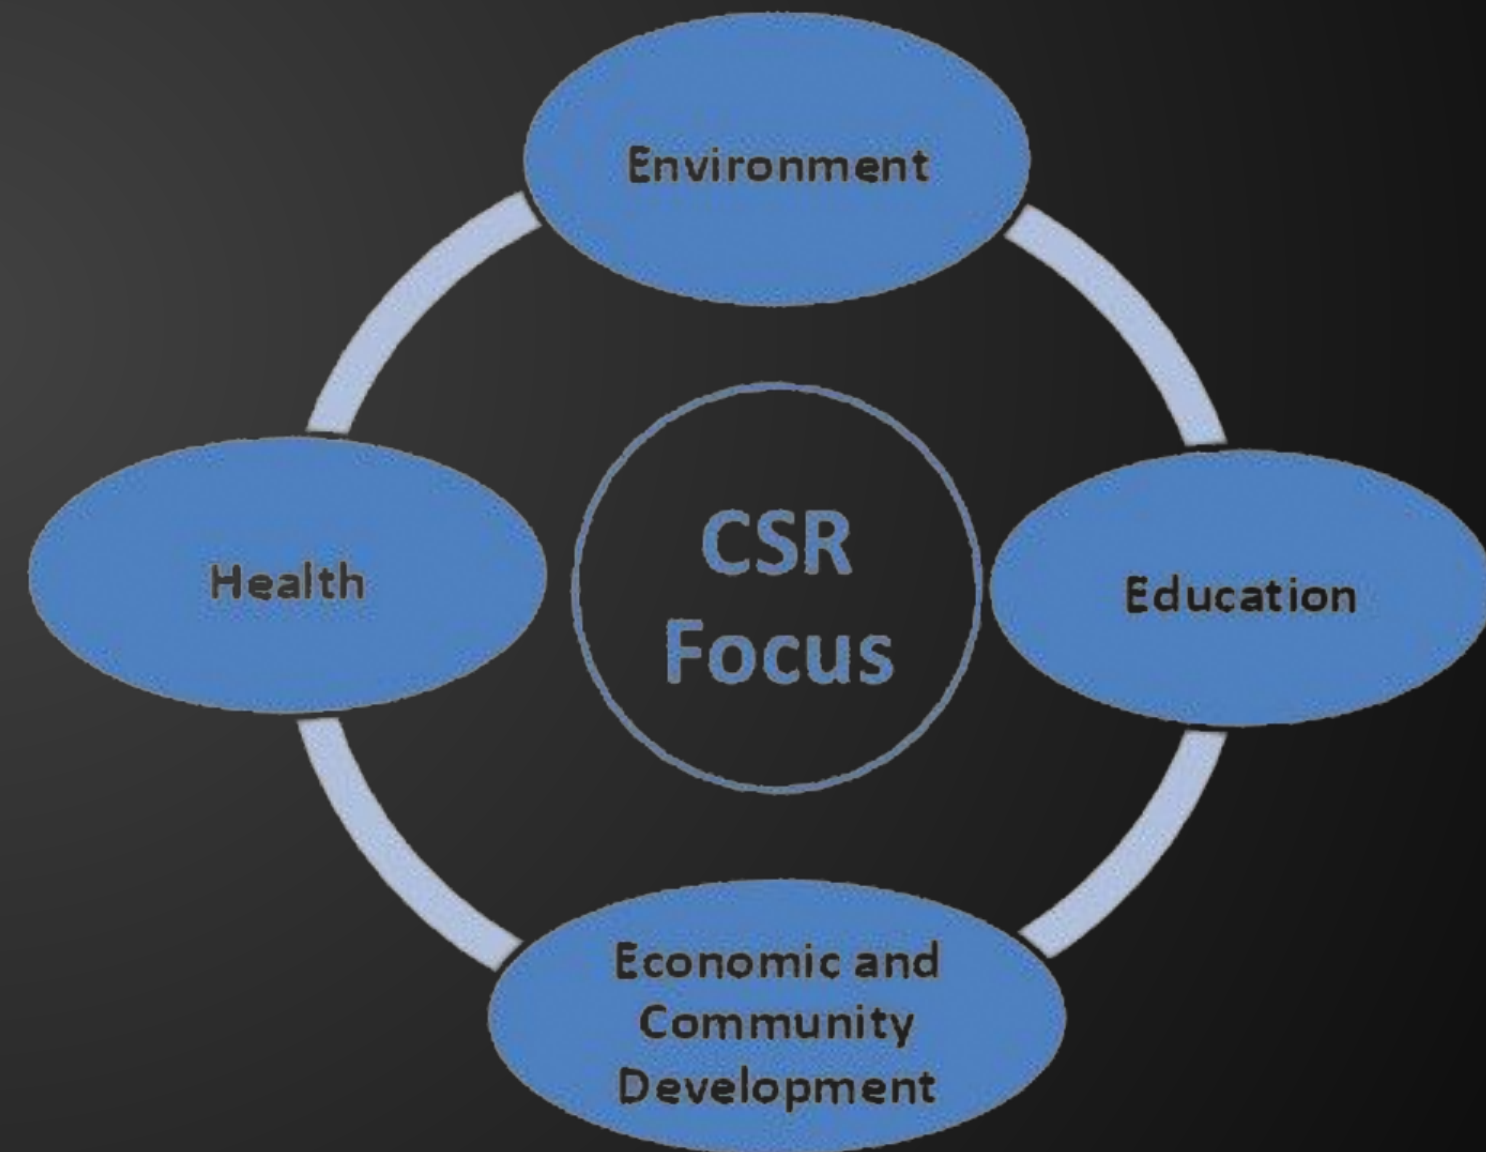 Environment
Health
CSR
Focus
Education
Economic and
Community
Development